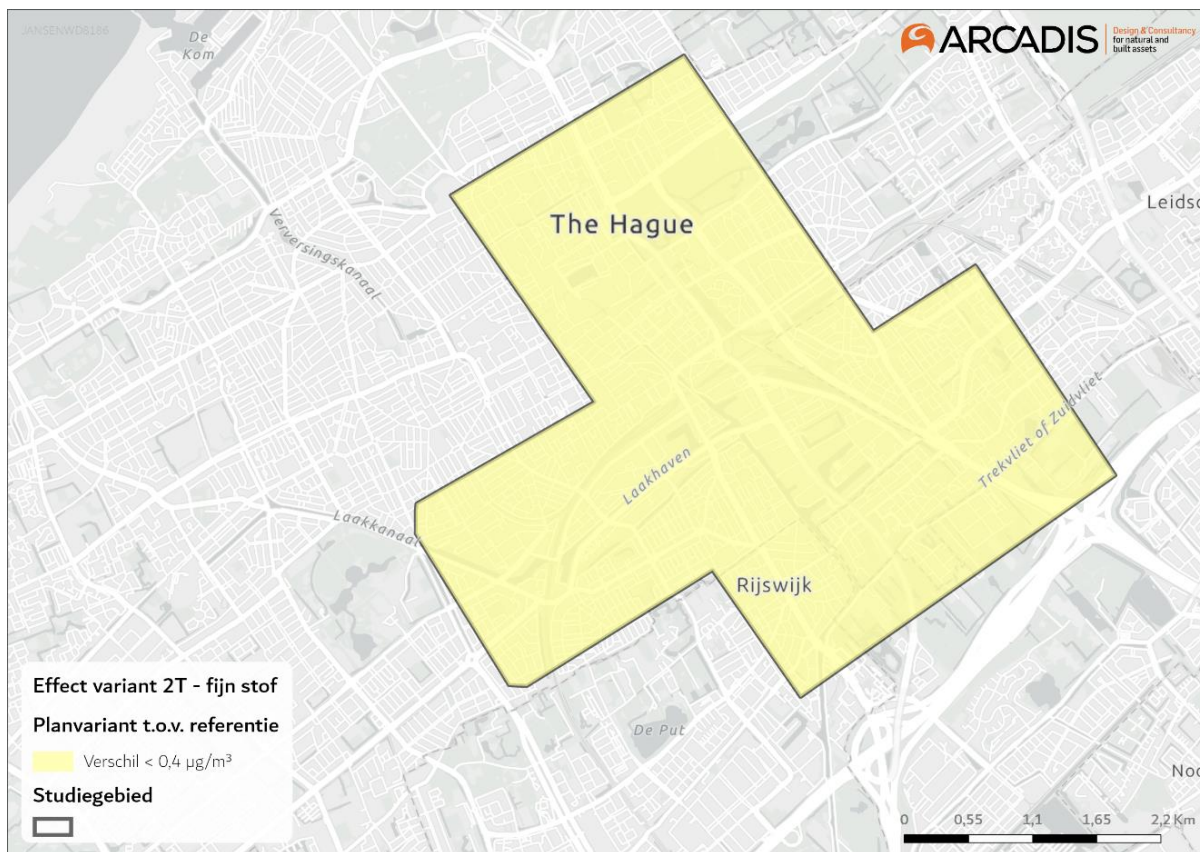 JANSENWD8186
De
Kom
ARCADIS
Design & Consultancy
for natural and
built assets
Leidsc
Verversingskanaal
The Hague
Trekvliet of Zuidvliet
Laakhaven
Laakkanaal
Rijswijk
De Put
Noo
Effect variant 2T - fijn stof
Planvariant t.o.v. referentie
Verschil < 0,4 µg/m³
Studiegebied
0 0,55 1,1 1,65 2,2 Km